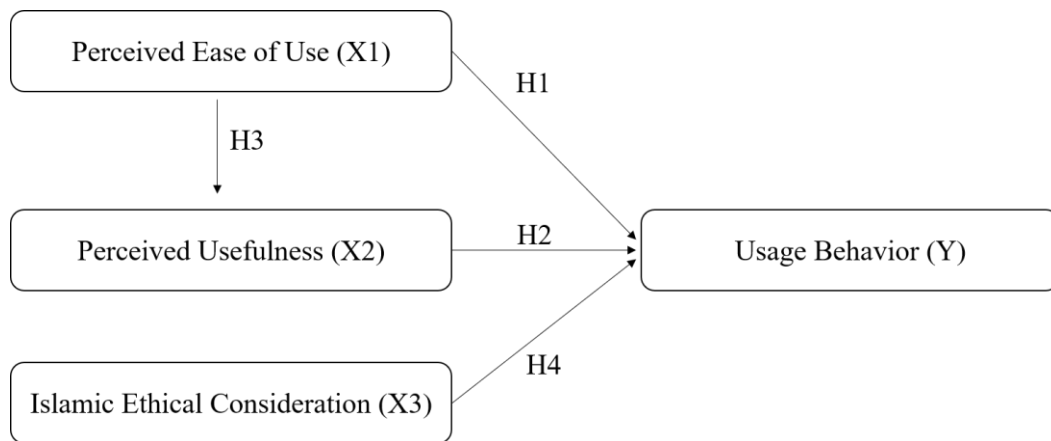 Perceived Ease of Use (X1)
H1
H3
Perceived Usefulness (X2)
H2
Usage Behavior (Y)
H4
Islamic Ethical Consideration (X3)